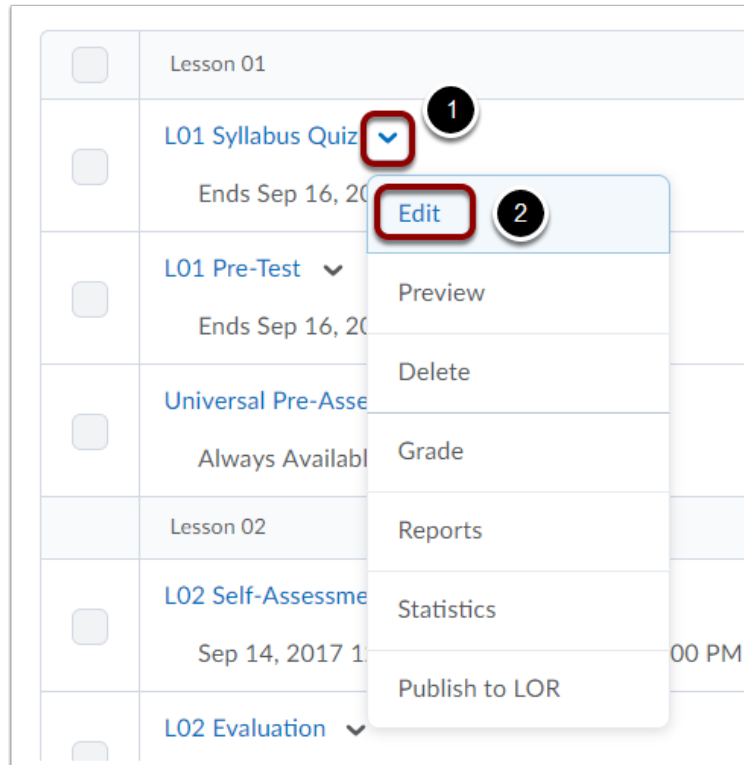 Lesson 01
1
L01 Syllabus Quiz
Ends Sep 16, 20
Edit
2
L01 Pre-Test
Preview
Ends Sep 16, 20
Delete
Universal Pre-Asse
Always Availabl
Grade
Lesson 02
Reports
L02 Self-Assessme
Statistics
Sep 14, 2017 1
00 PM
Publish to LOR
L02 Evaluation